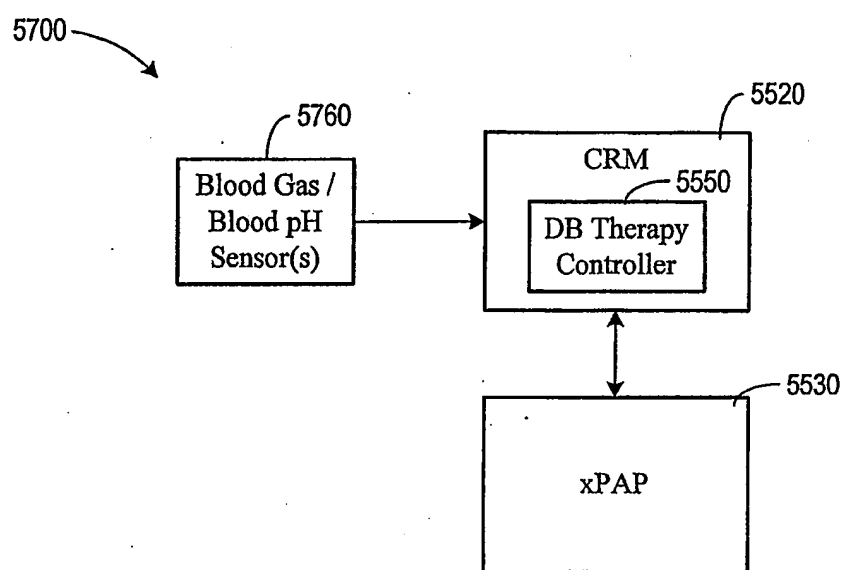 5700
5760
Blood Gas /
Blood pH
Sensor(s)
5520
CRM
5550
DB Therapy
Controller
5530
xPAP